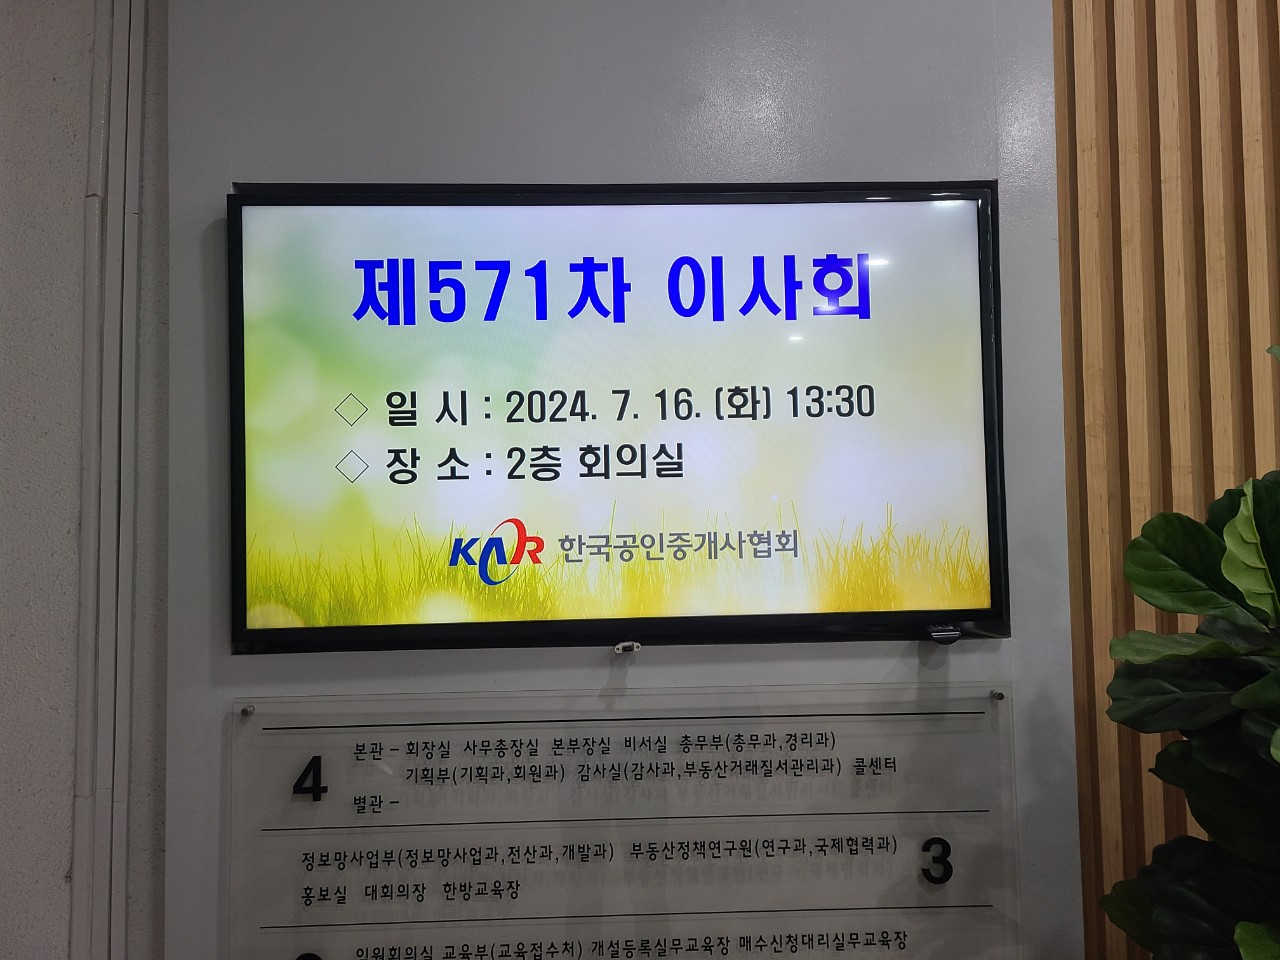 제571차 이사회
◇ 일 시 : 2024. 7. 16. (화) 13:30
◇ 장 소 : 2층 회의실
KAR 한국공인중개사협회
4
본관 - 회장실 사무총장실 본부장실 비서실 총무부(총무과,경리과)
기획부(기획과,회원과) 감사실(감사과,부동산거래질서관리과) 콜센터
별관 -
3
정보망사업부(정보망사업과,전산과,개발과) 부동산정책연구원(연구과,국제협력과)
홍보실 대회의장 한방교육장
임원회의실 교육부(교육접수처) 개설등록실무교육장 매수신청대리실무교육장